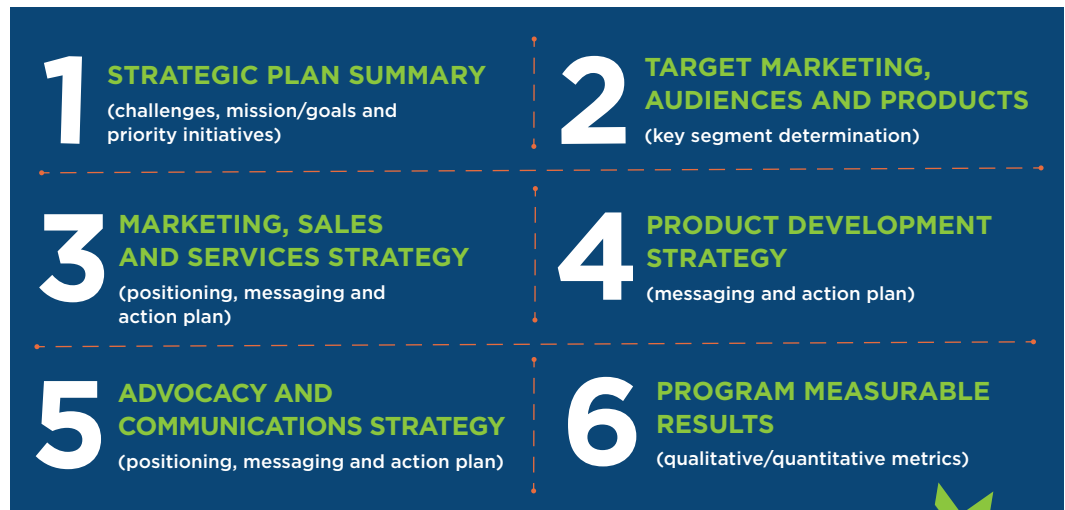 1
STRATEGIC PLAN SUMMARY
(challenges, mission/goals and
priority initiatives)
2
TARGET MARKETING,
AUDIENCES AND PRODUCTS
(key segment determination)
3
MARKETING, SALES
AND SERVICES STRATEGY
(positioning, messaging and
action plan)
4
PRODUCT DEVELOPMENT
STRATEGY
(messaging and action plan)
5
ADVOCACY AND
COMMUNICATIONS STRATEGY
(positioning, messaging and action plan)
6
PROGRAM MEASURABLE
RESULTS
(qualitative/quantitative metrics)